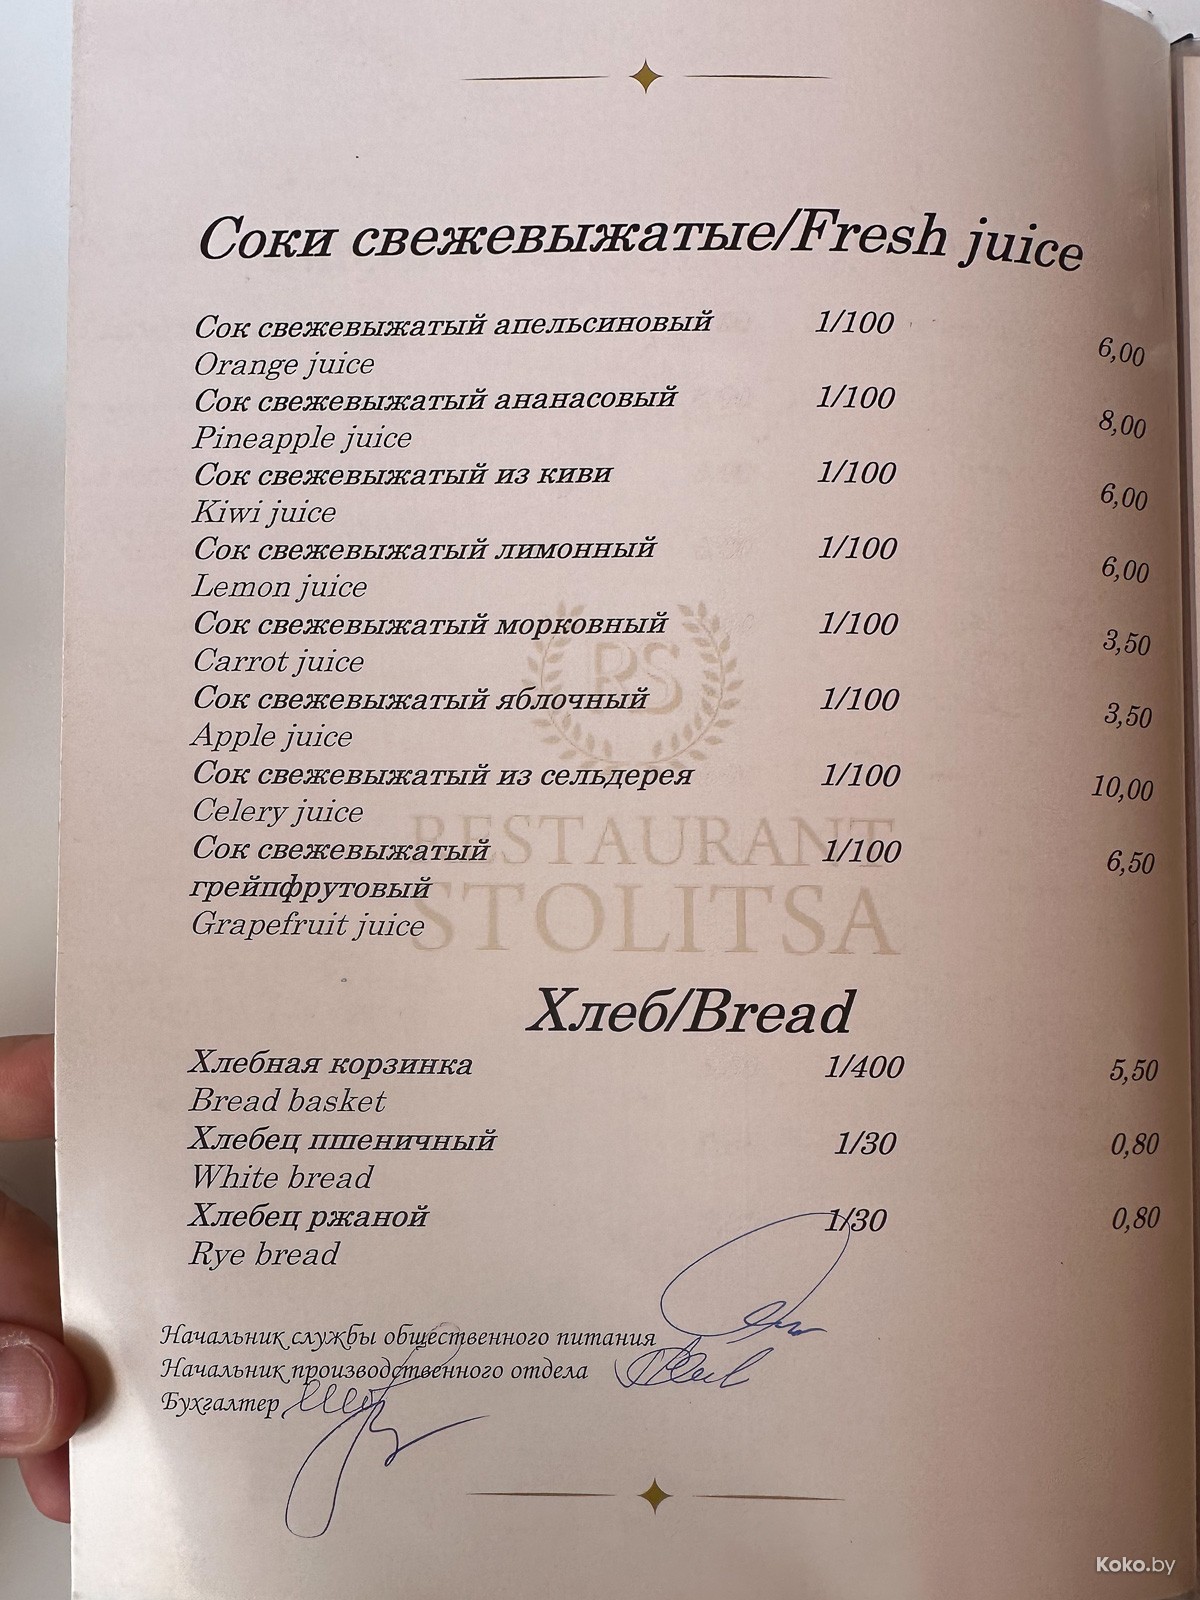 Соки свежевыжатые/Fresh juice
Сок свежевыжатый апельсиновый 1/100 6,00
Orange juice
Сок свежевыжатый ананасовый 1/100 8,00
Pineapple juice
Сок свежевыжатый из киви 1/100 6,00
Kiwi juice
Сок свежевыжатый лимонный 1/100 6,00
Lemon juice
Сок свежевыжатый морковный 1/100 3,50
Carrot juice
Сок свежевыжатый яблочный 1/100 3,50
Apple juice
Сок свежевыжатый из сельдерея 1/100 10,00
Celery juice
Сок свежевыжатый 1/100 6,50
грейпфрутовый
Grapefruit juice
RS
RESTAURANT
STOLITSA
Хлеб/Bread
Хлебная корзинка 1/400 5,50
Bread basket
Хлебец пшеничный 1/30 0,80
White bread
Хлебец ржаной 1/30 0,80
Rye bread
Начальник службы общественного питания
Начальник производственного отдела
Бухгалтер
Koko.by